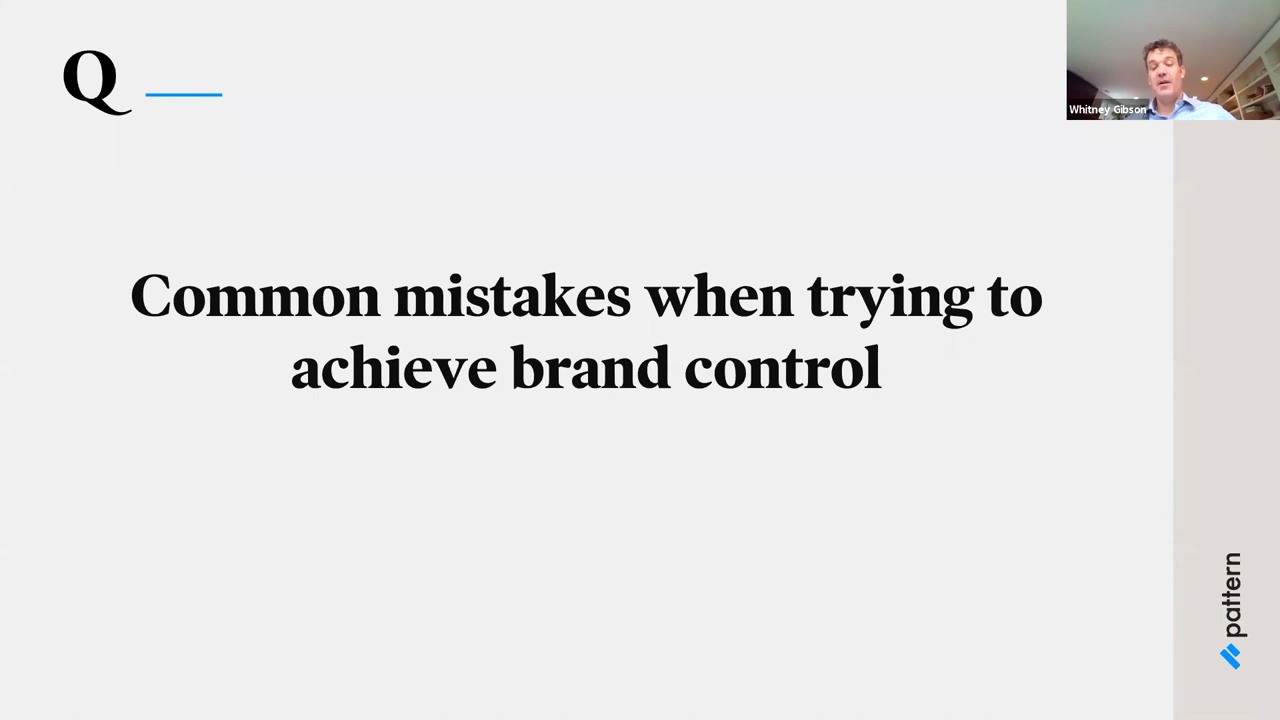 Q
Whitney Gibson
Common mistakes when trying to
achieve brand control
pattern